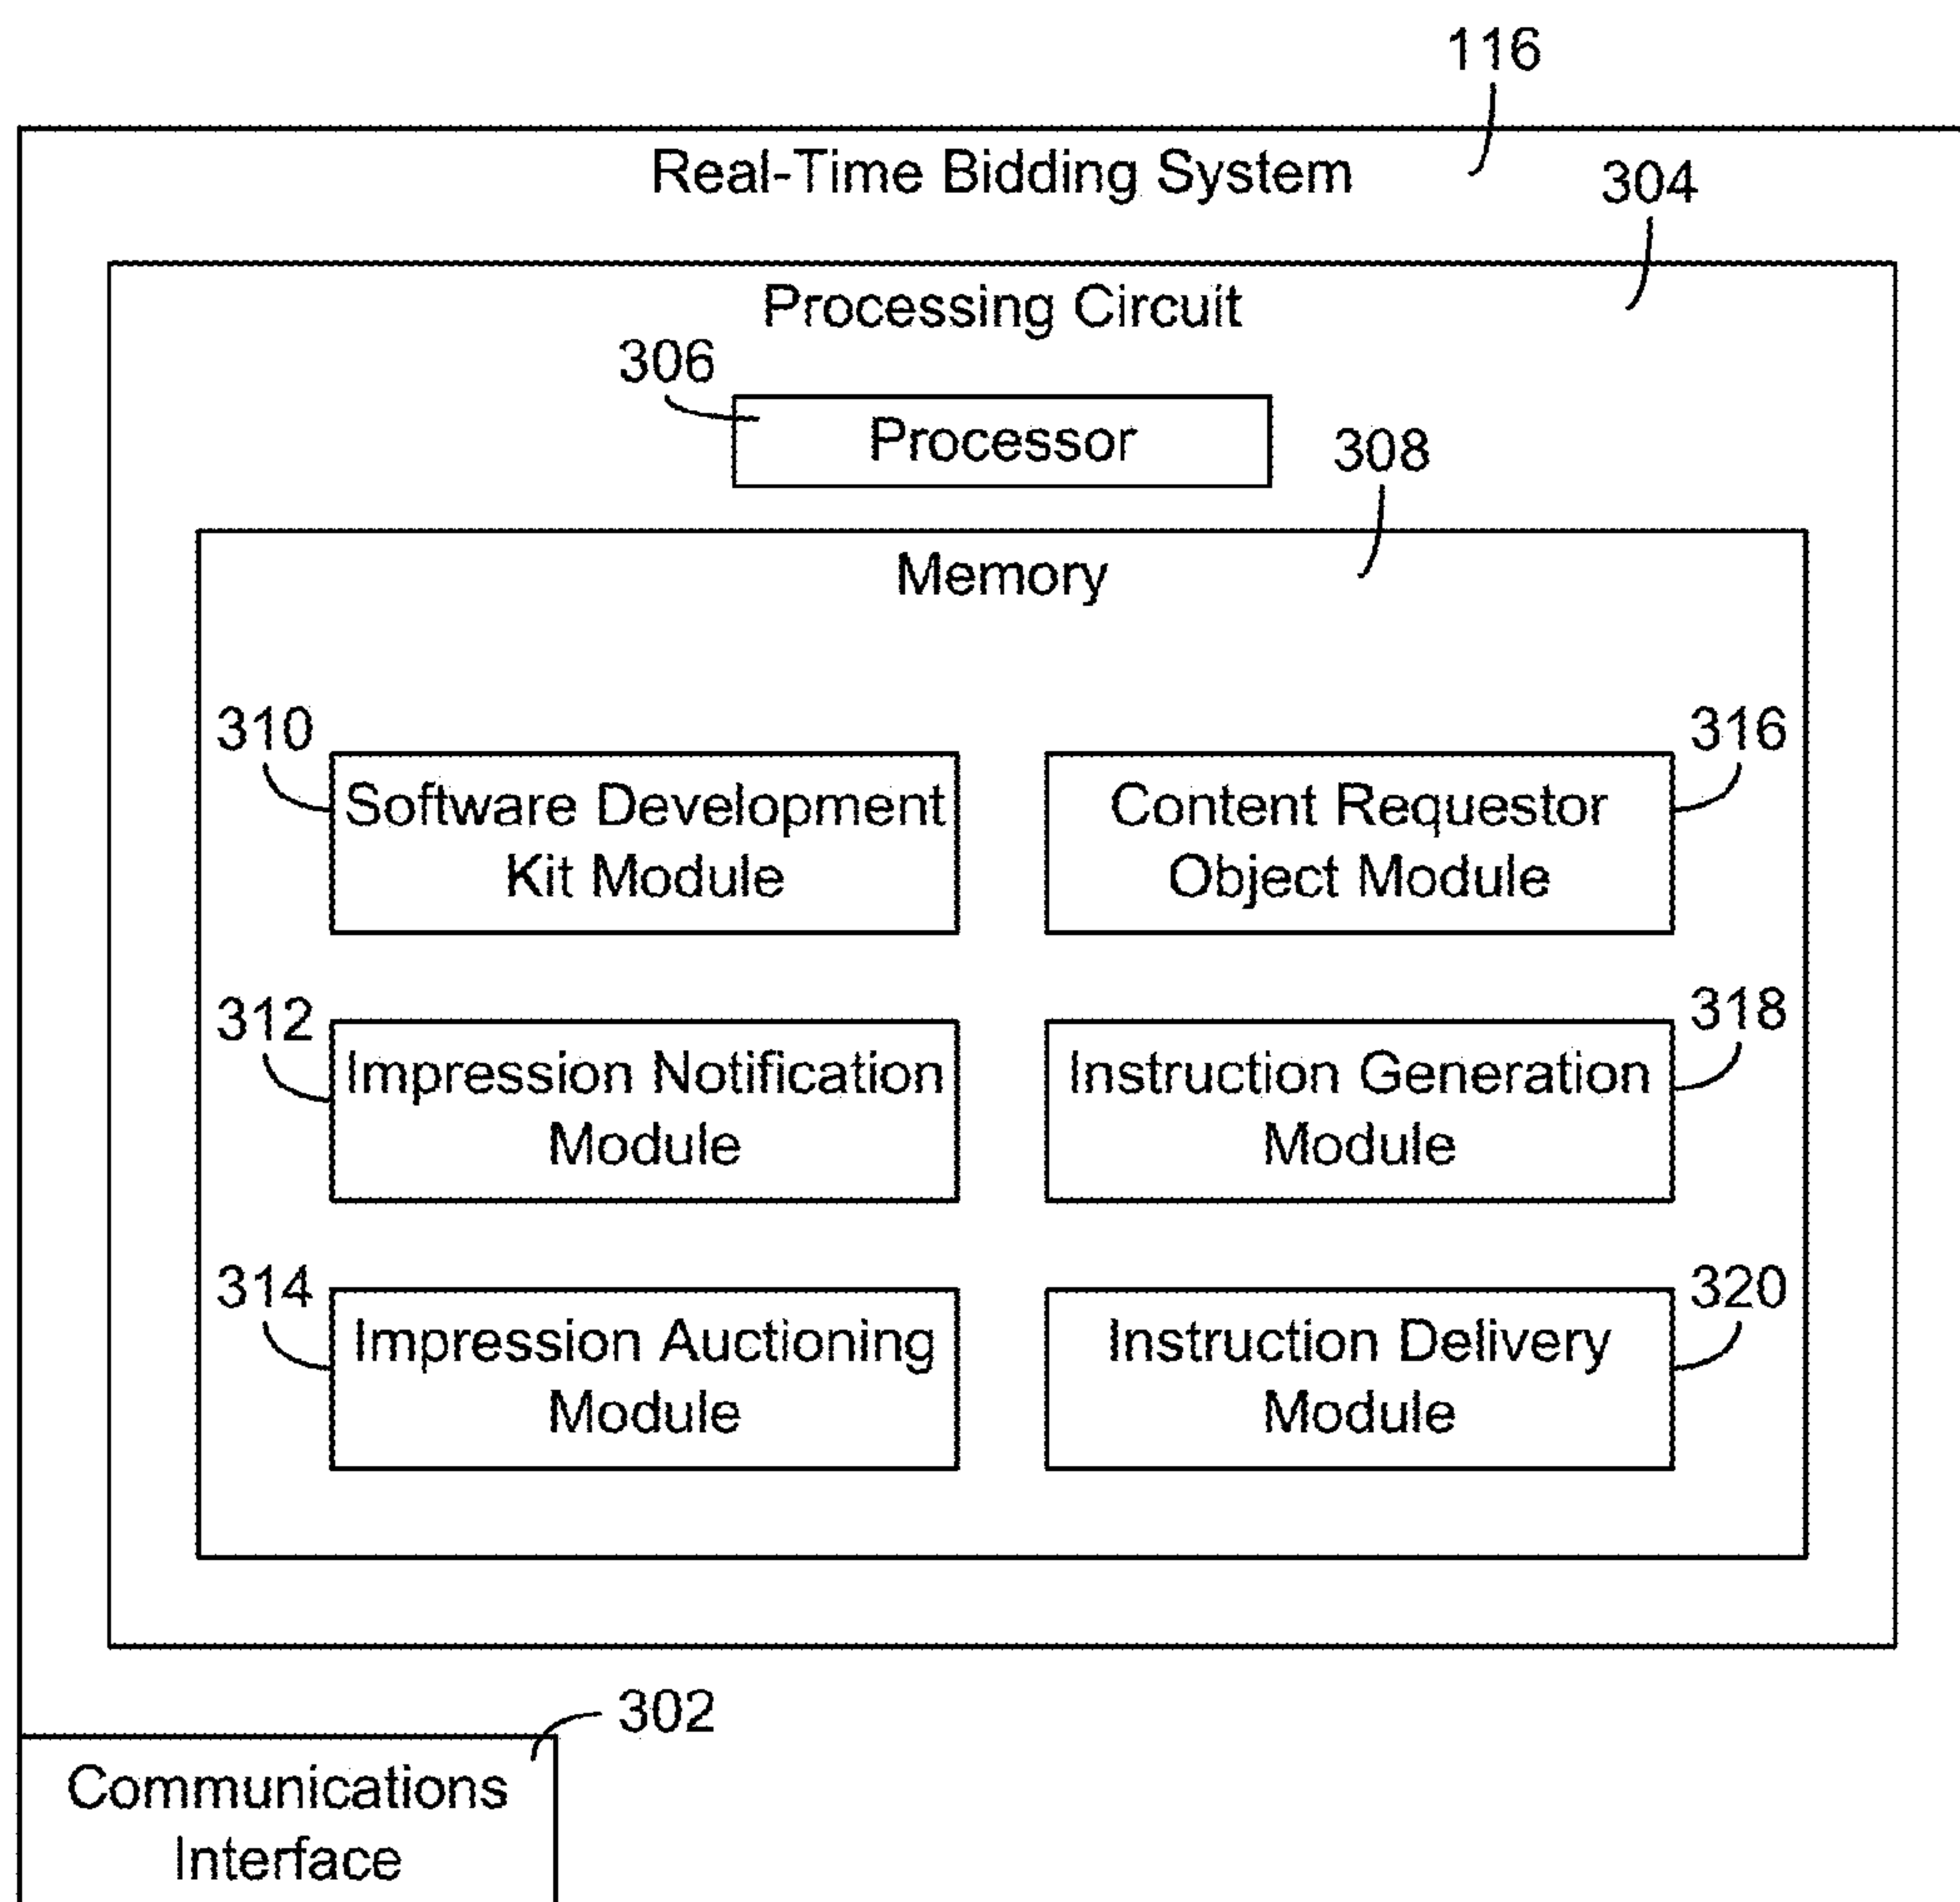 116
Real-Time Bidding System
304
Processing Circuit
306
Processor
308
Memory
310
Software Development
Kit Module
316
Content Requestor
Object Module
312
Impression Notification
Module
318
Instruction Generation
Module
314
Impression Auctioning
Module
320
Instruction Delivery
Module
302
Communications
Interface